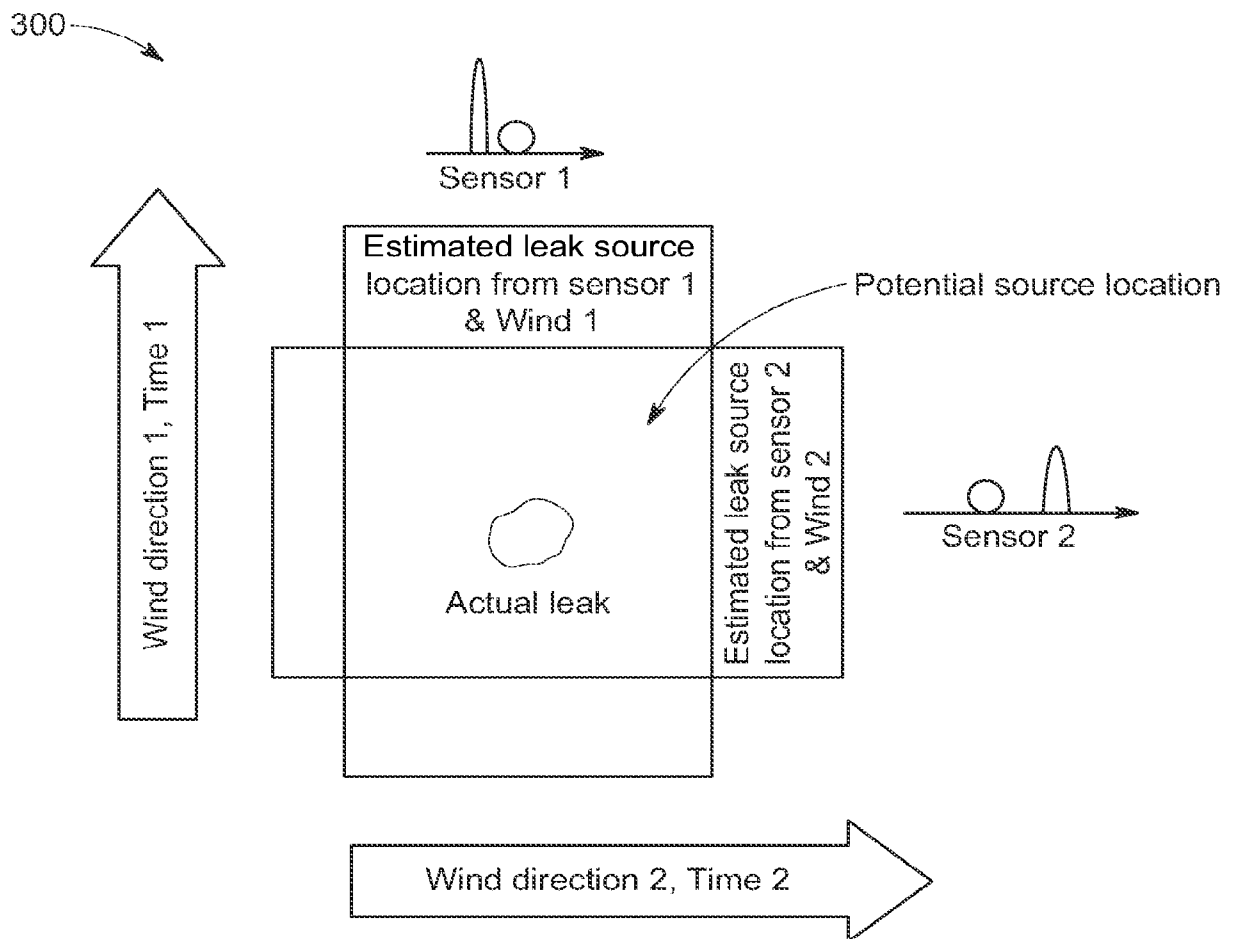 300
Sensor 1
Estimated leak source
location from sensor 1
& Wind 1
Potential source location
Wind direction 1, Time 1
Estimated leak source
location from sensor 2
& Wind 2
Sensor 2
Actual leak
Wind direction 2, Time 2